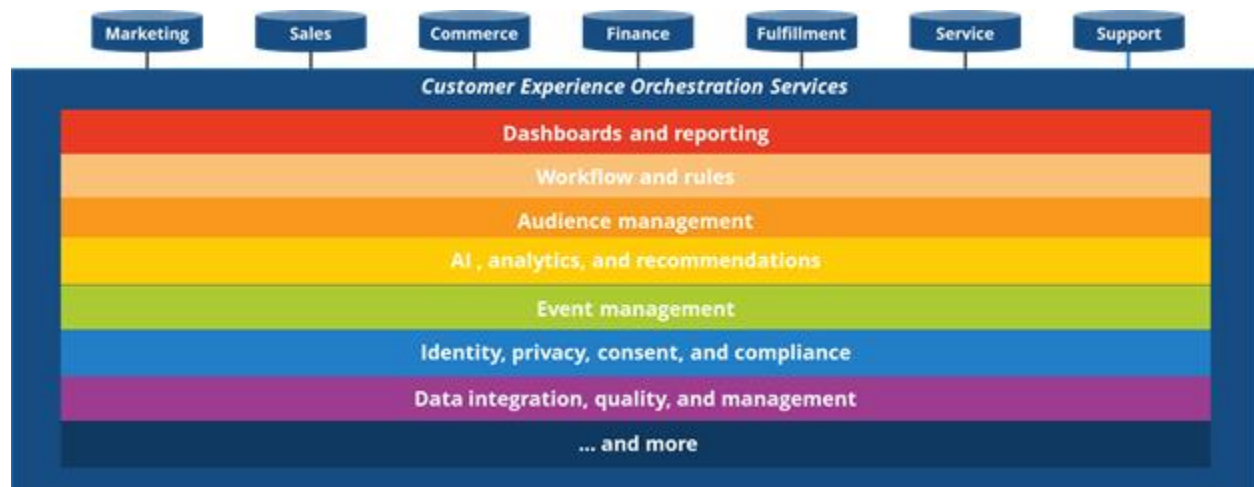 Marketing
Sales
Commerce
Finance
Fulfillment
Service
Support
Customer Experience Orchestration Services
Dashboards and reporting
Workflow and rules
Audience management
AI , analytics, and recommendations
Event management
Identity, privacy, consent, and compliance
Data integration, quality, and management
... and more